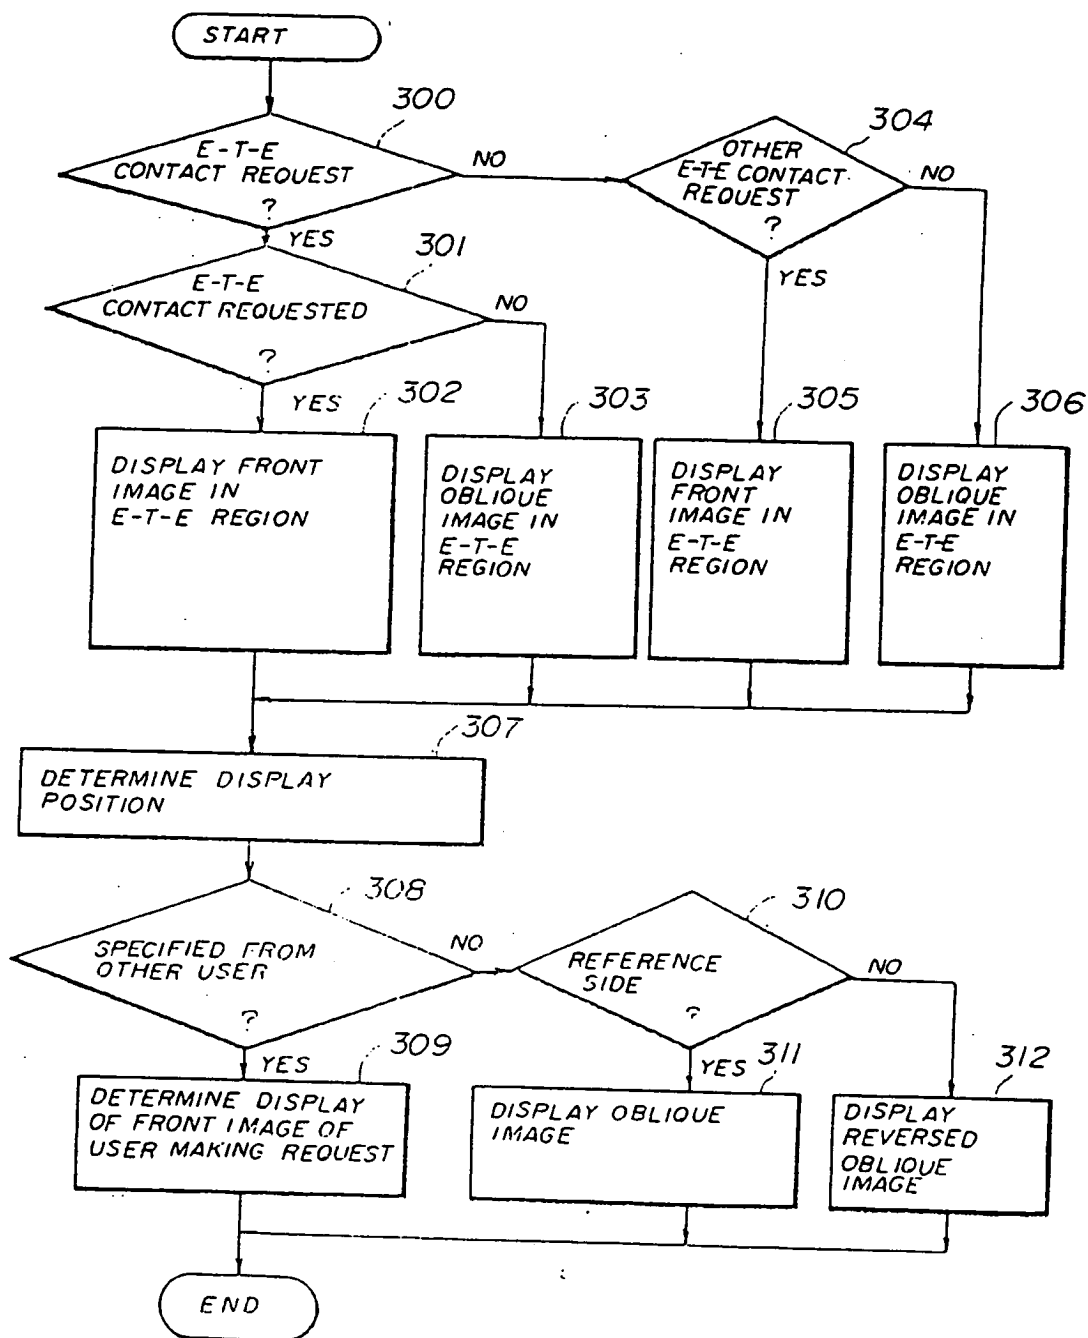 START
300
E-T-E
CONTACT REQUEST
?
NO
YES
304
OTHER
E-T-E CONTACT
REQUEST
?
NO
YES
301
E-T-E
CONTACT REQUESTED
?
NO
YES
302
DISPLAY FRONT
IMAGE IN
E-T-E REGION
303
DISPLAY
OBLIQUE
IMAGE IN
E-T-E
REGION
305
DISPLAY
FRONT
IMAGE IN
E-T-E
REGION
306
DISPLAY
OBLIQUE
IMAGE IN
E-T-E
REGION
307
DETERMINE DISPLAY
POSITION
308
SPECIFIED FROM
OTHER USER
?
NO
YES
310
REFERENCE
SIDE
?
NO
YES
309
DETERMINE DISPLAY
OF FRONT IMAGE OF
USER MAKING REQUEST
311
DISPLAY OBLIQUE
IMAGE
312
DISPLAY
REVERSED
OBLIQUE
IMAGE
END